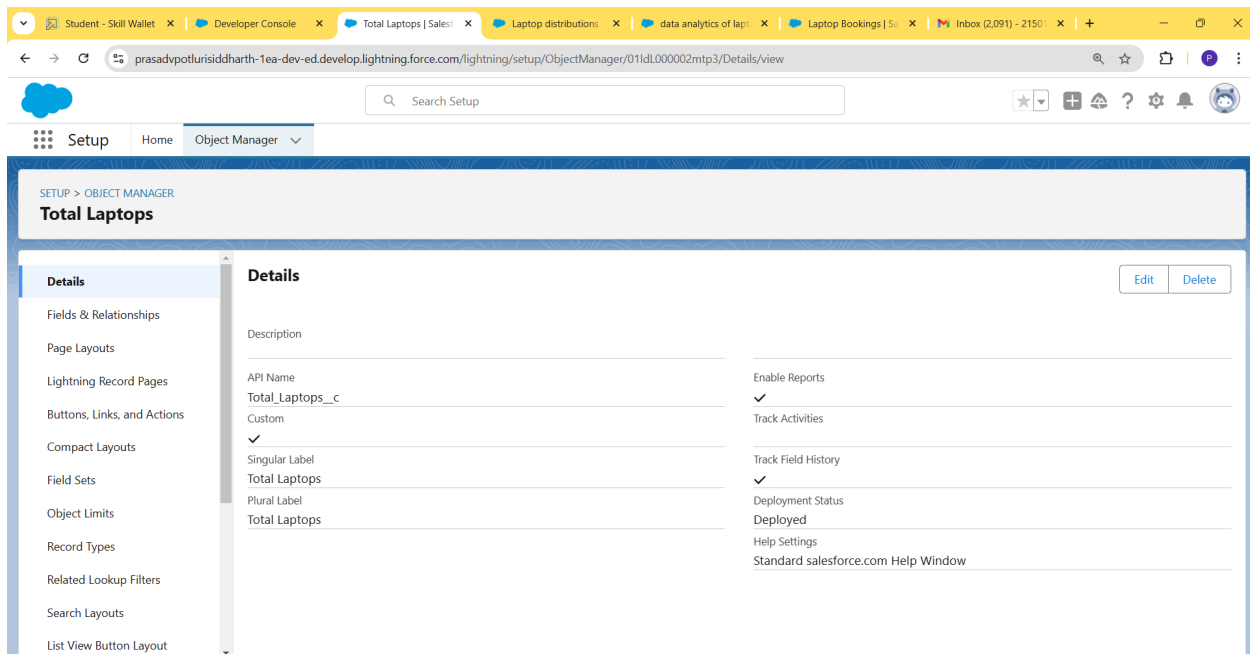 Student - Skill Wallet
Developer Console
Total Laptops | Salesf
Laptop distributions
data analytics of lapt
Laptop Bookings | Sa
Inbox (2,091) - 21501
prasadvpotlurisiddharth-1ea-dev-ed.develop.lightning.force.com/lightning/setup/ObjectManager/01IdL000002mtp3/Details/view
P
Search Setup
Setup
Home
Object Manager
SETUP > OBJECT MANAGER
Total Laptops
Details
Fields & Relationships
Page Layouts
Lightning Record Pages
Buttons, Links, and Actions
Compact Layouts
Field Sets
Object Limits
Record Types
Related Lookup Filters
Search Layouts
List View Button Layout
Details
Edit
Delete
Description
API Name
Total_Laptops__c
Custom
Singular Label
Total Laptops
Plural Label
Total Laptops
Enable Reports
Track Activities
Track Field History
Deployment Status
Deployed
Help Settings
Standard salesforce.com Help Window